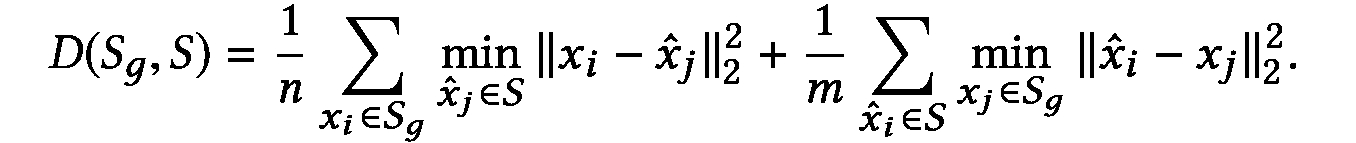 D(S_g, S) = \frac{1}{n} \sum_{x_i \in S_g} \min_{\hat{x}_j \in S} \|x_i - \hat{x}_j\|_2^2 + \frac{1}{m} \sum_{\hat{x}_i \in S} \min_{x_j \in S_g} \|\hat{x}_i - x_j\|_2^2.